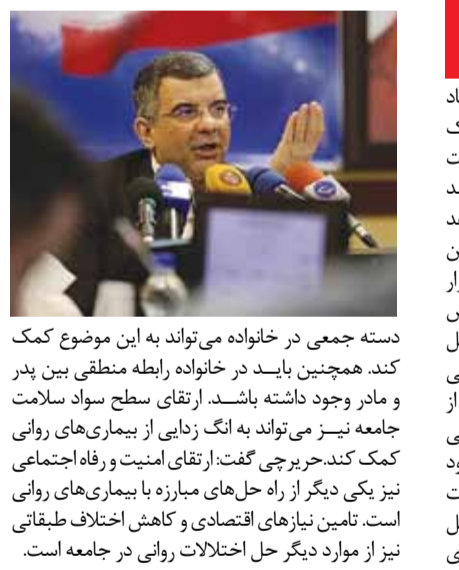 دسته جمعی در خانواده می‌تواند به این موضوع کمک
کند. همچنین بایــد در خانواده رابطه منطقی بین پدر
و مادر وجود داشته باشــد. ارتقای سطح سواد سلامت
جامعه نیــز می‌تواند به انگ زدایی از بیماری‌های روانی
کمک کند.حریرچی گفت: ارتقای امنیت و رفاه اجتماعی
نیز یکی دیگر از راه حل‌های مبارزه با بیماری‌های روانی
است. تامین نیازهای اقتصادی و کاهش اختلاف طبقاتی
نیز از موارد دیگر حل اختلالات روانی در جامعه است.